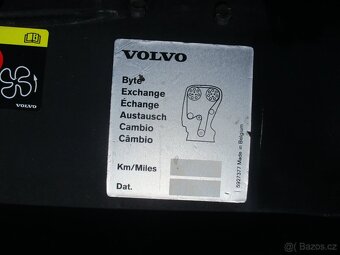 VOLVO
Byte
Exchange
Échange
Austausch
Cambio
Câmbio
Km/Miles
Dat.
Made in Belgium
VOLVO
Bazos.cz